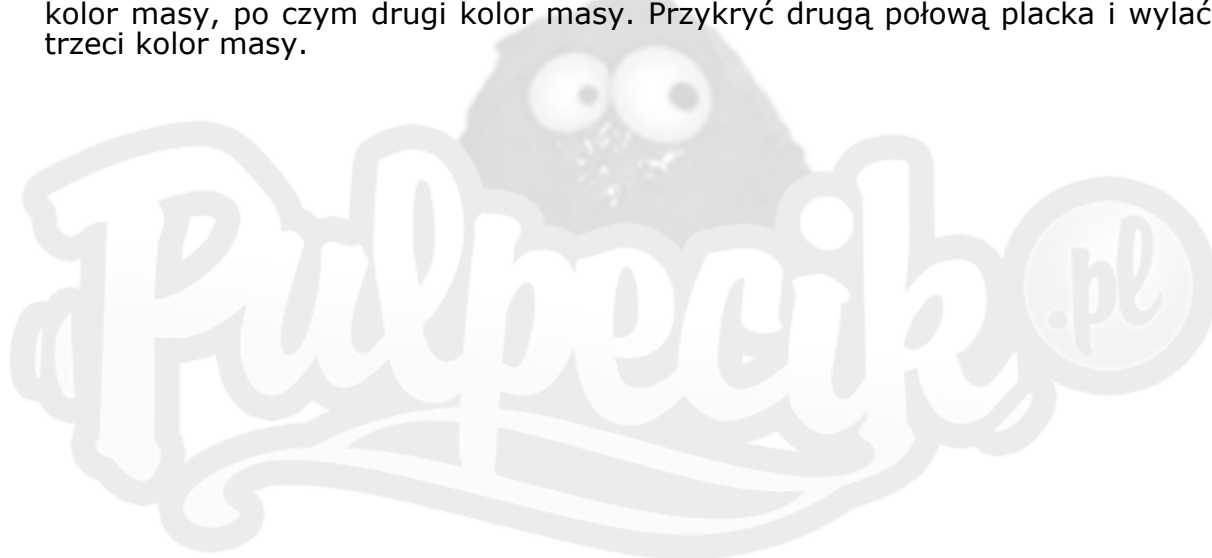 kolor masy, po czym drugi kolor masy. Przykryć drugą połową placka i wylać
trzeci kolor masy.
Pulpecik .pl